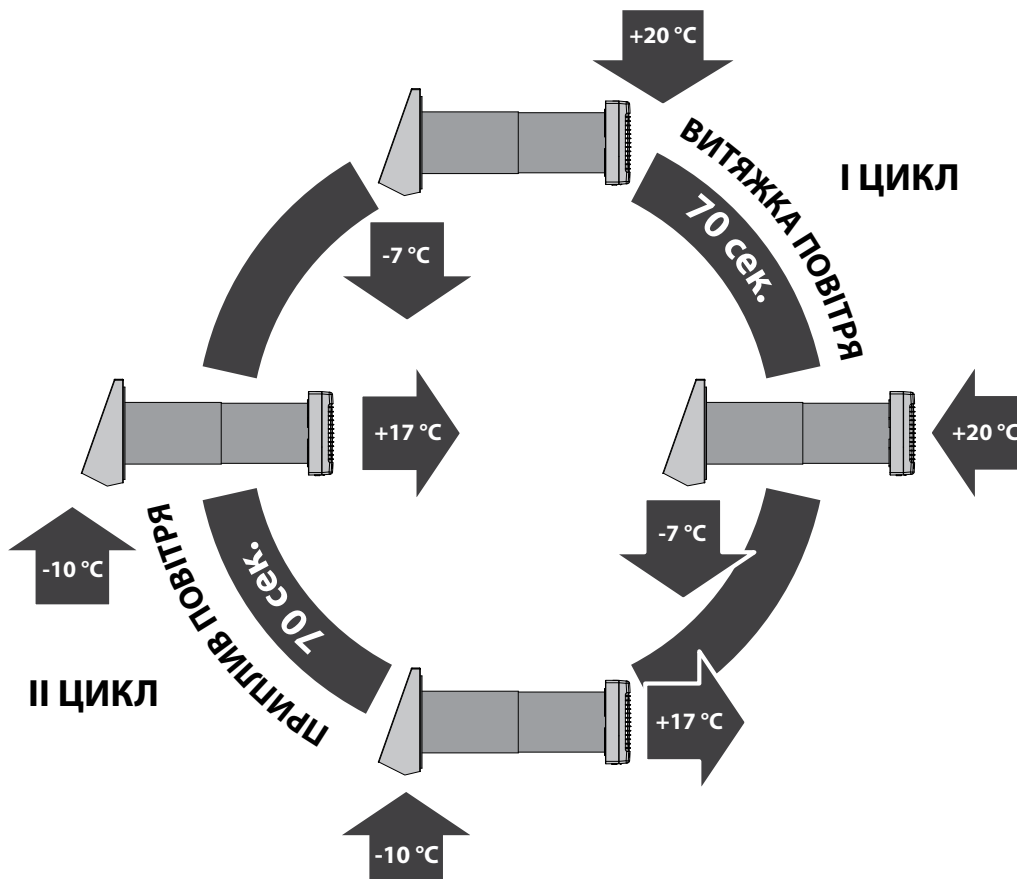 +20 °C
ВИТЯЖКА ПОВІТРЯ
I ЦИКЛ
70 сек.
-7 °C
+17 °C
+20 °C
-7 °C
-10 °C
ПРИПЛИВ ПОВІТРЯ
70 сек.
II ЦИКЛ
+17 °C
-10 °C